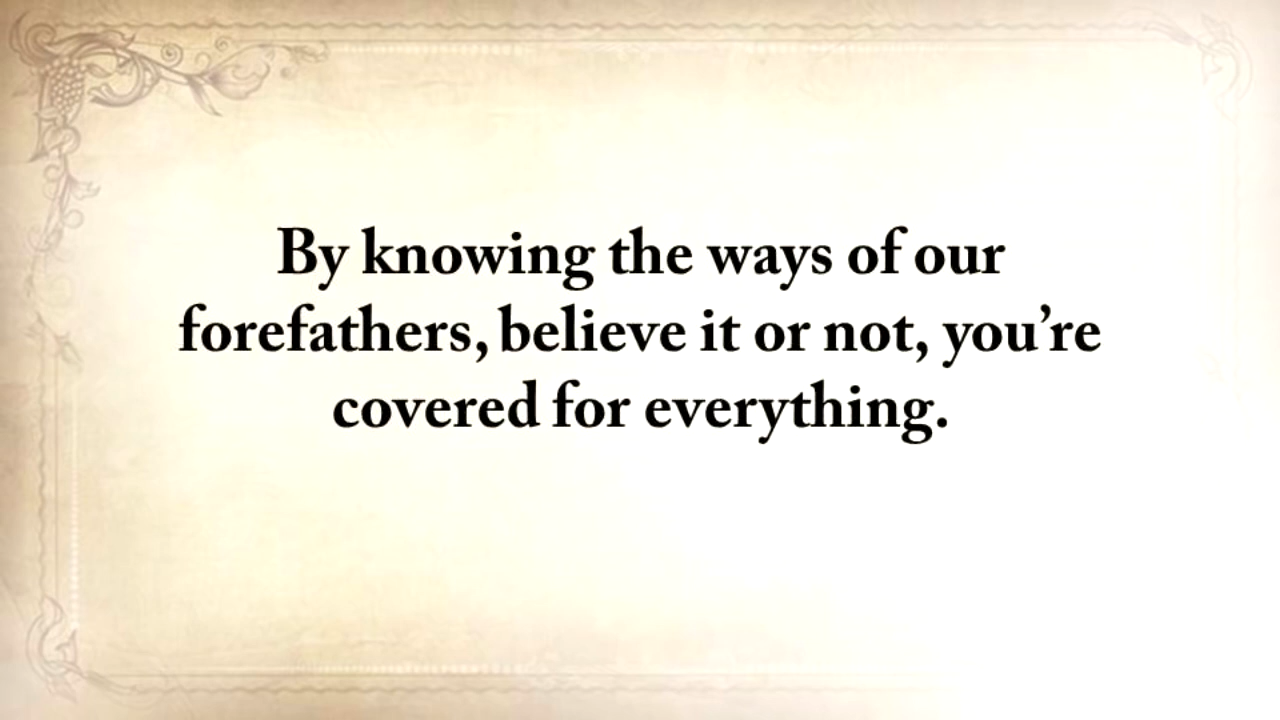 By knowing the ways of our
forefathers, believe it or not, you’re
covered for everything.